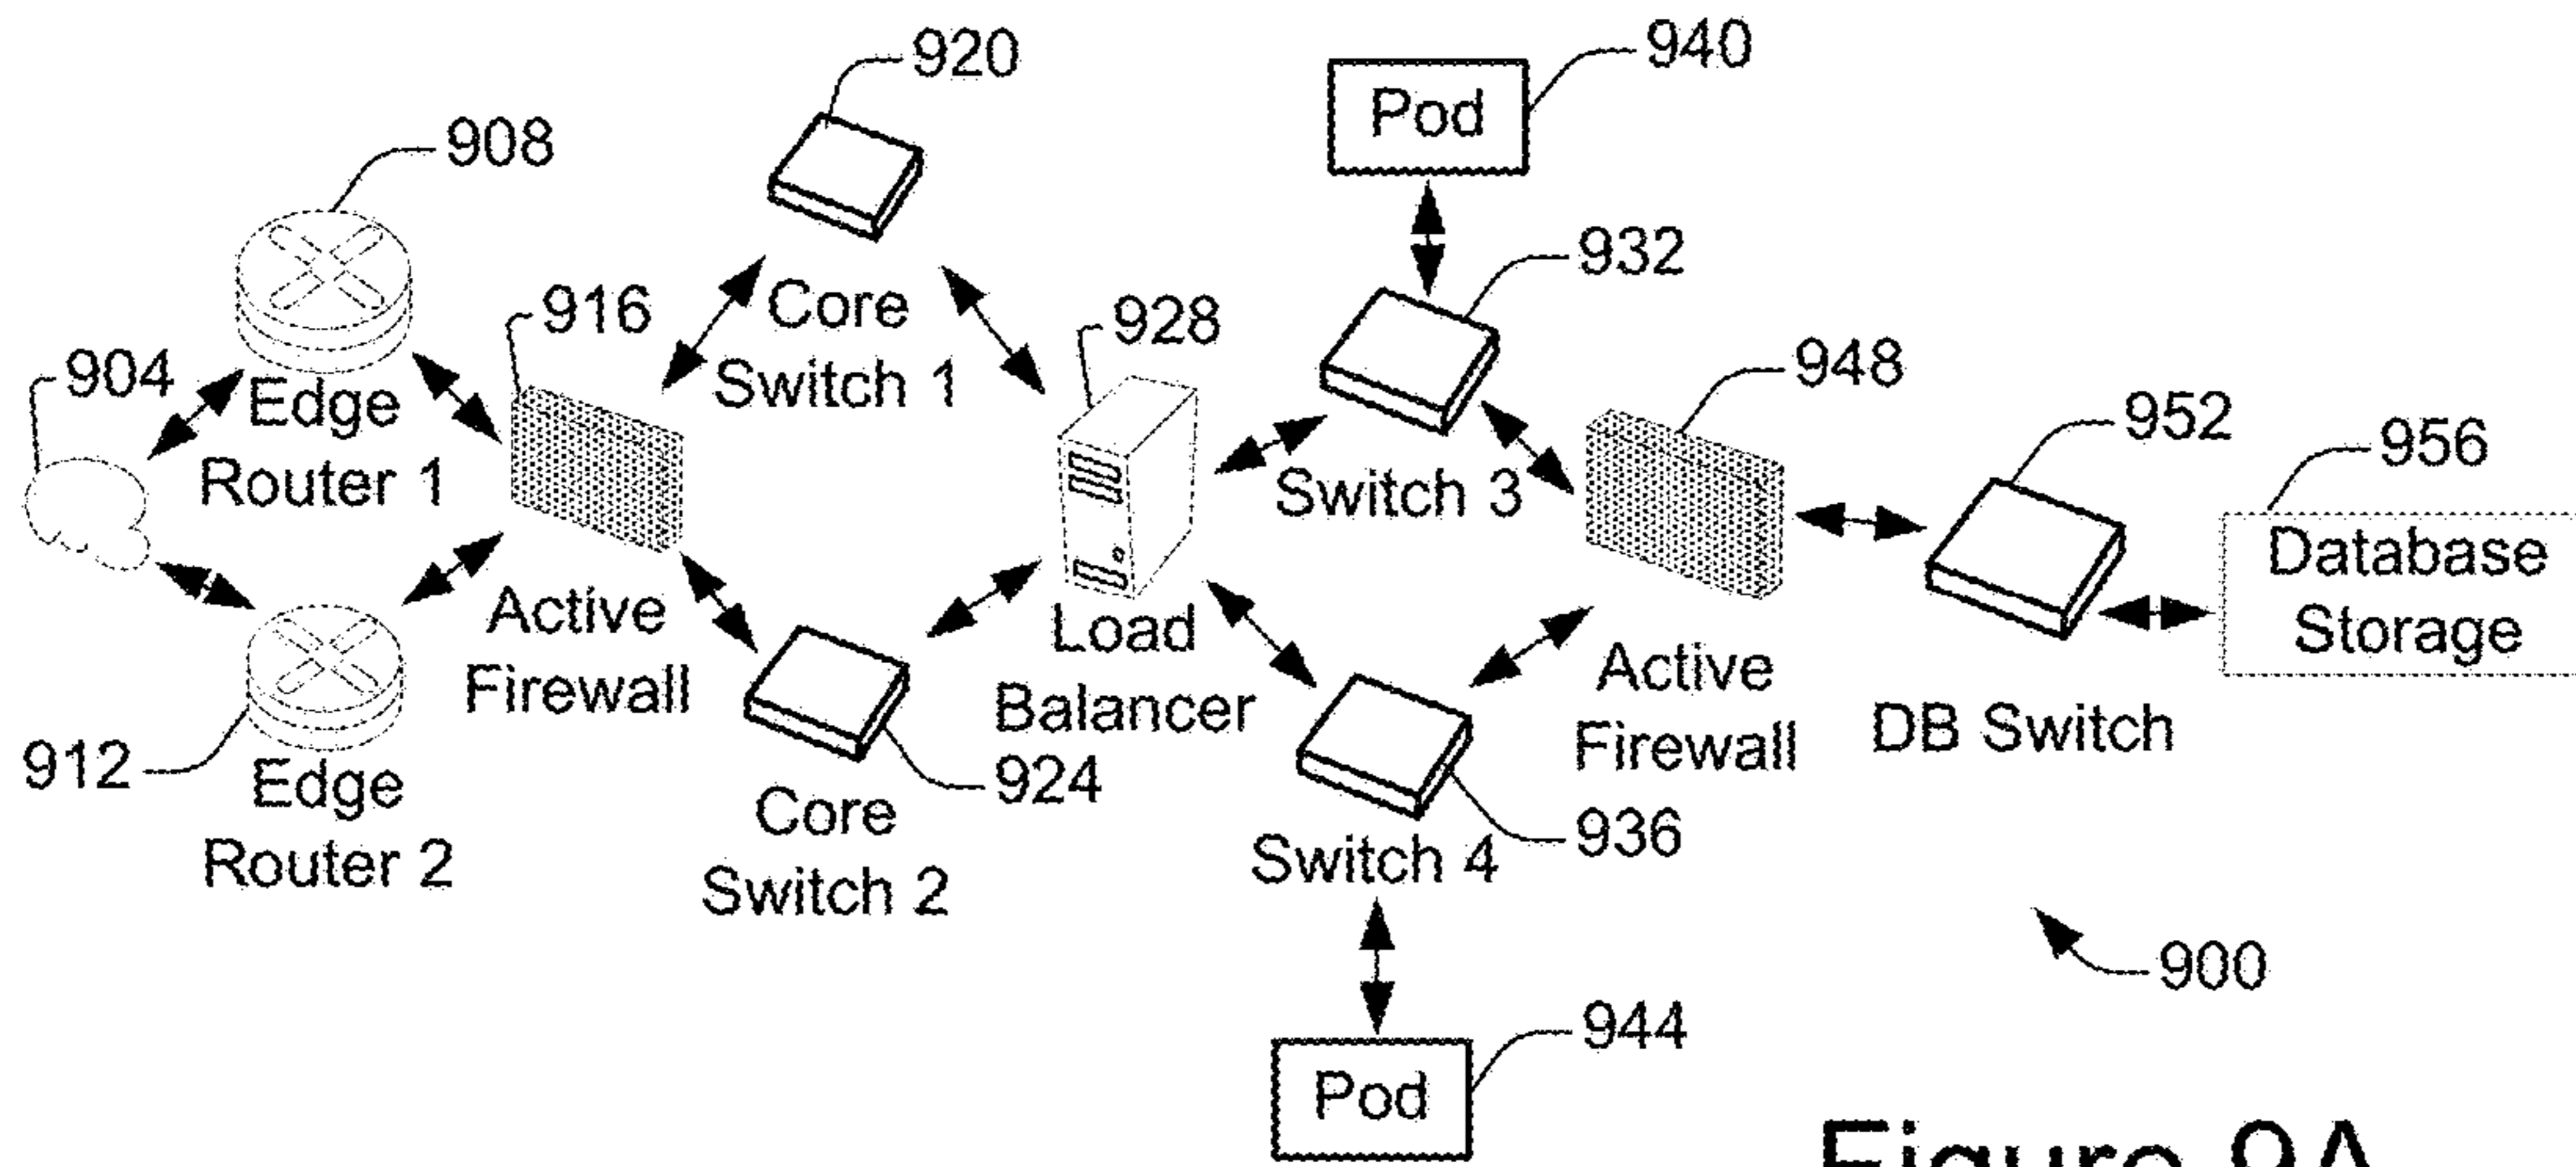 920
940
Pod
908
932
916
Core
Switch 1
928
904
Edge
Router 1
948
952
956
Switch 3
Database
Storage
Active
Firewall
Load
Balancer
Active
Firewall
DB Switch
912
Edge
Router 2
924
Core
Switch 2
936
Switch 4
900
944
Pod
Figure 9A